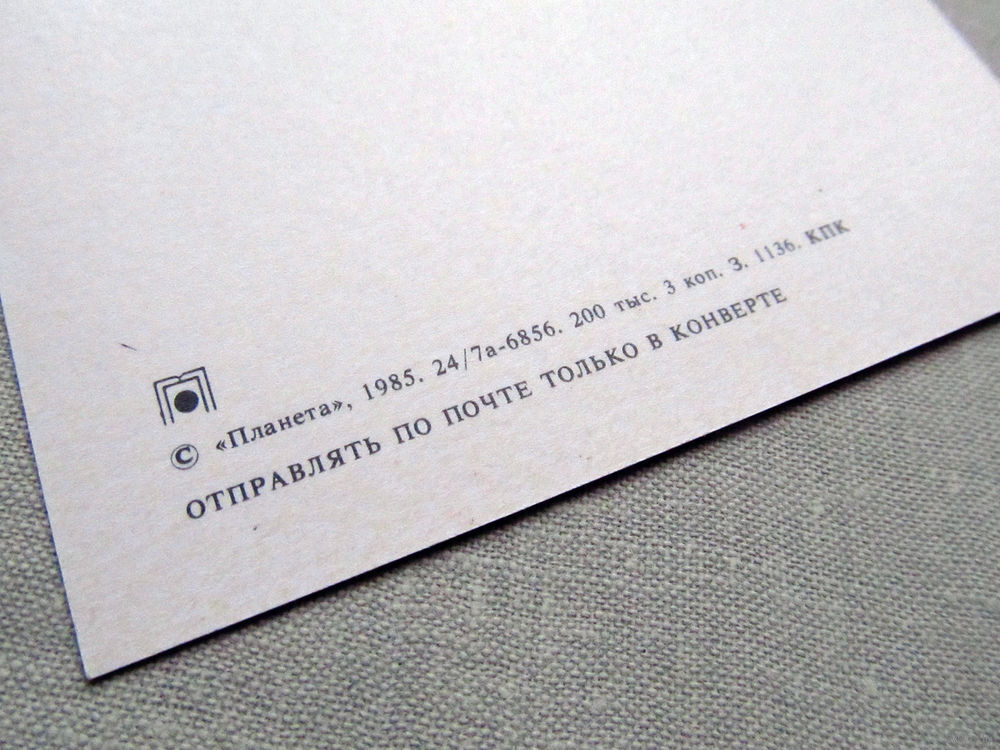 © «Планета», 1985. 24/7а-6856. 200 тыс. 3 коп. З. 1136. КПК
ОТПРАВЛЯТЬ ПО ПОЧТЕ ТОЛЬКО В КОНВЕРТЕ